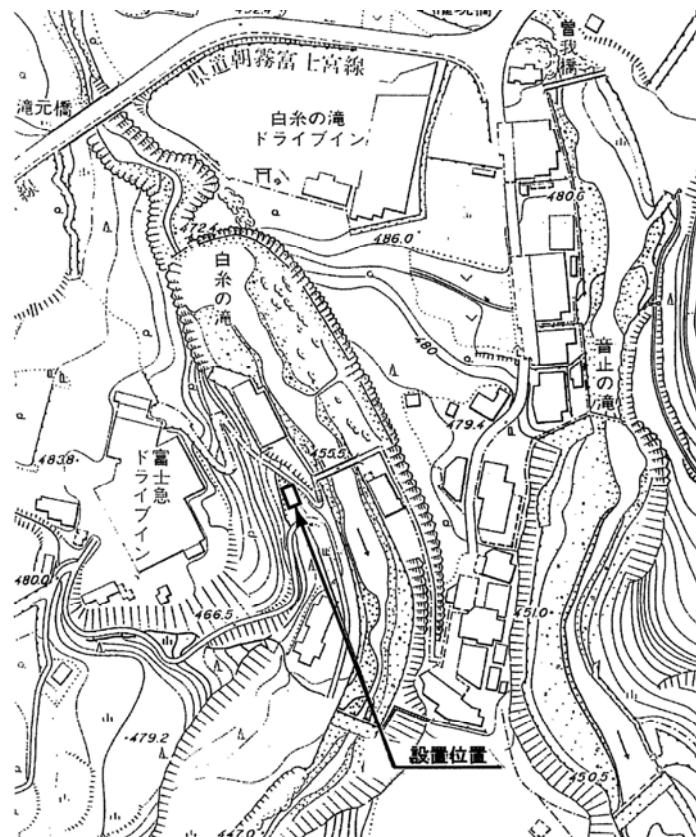 曽我橋
県道朝霧富士宮線
滝元橋
白糸の滝
ドライブイン
480.6
472.4
486.0
白糸の滝
480
音止の滝
479.4
483.8
富士急
ドライブイン
455.5
480.0
466.5
451.0
479.2
設置位置
450.5
447.0